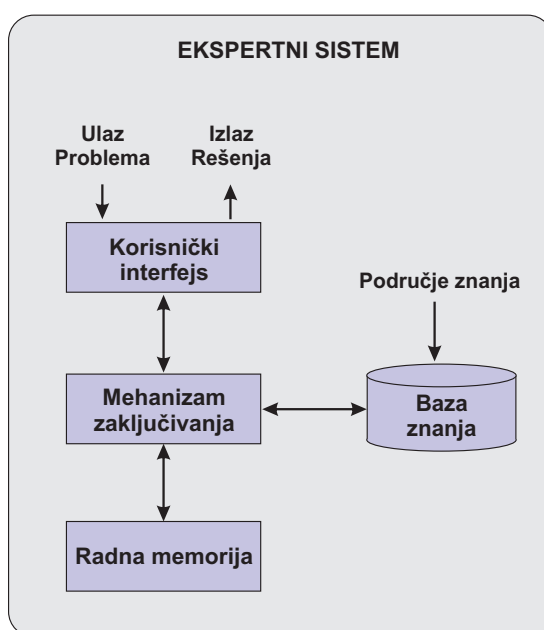 EKSPERTNI SISTEM
Ulaz
Problema
Izlaz
Rešenja
Korisnički
interfejs
Područje znanja
Mehanizam
zaključivanja
Baza
znanja
Radna memorija